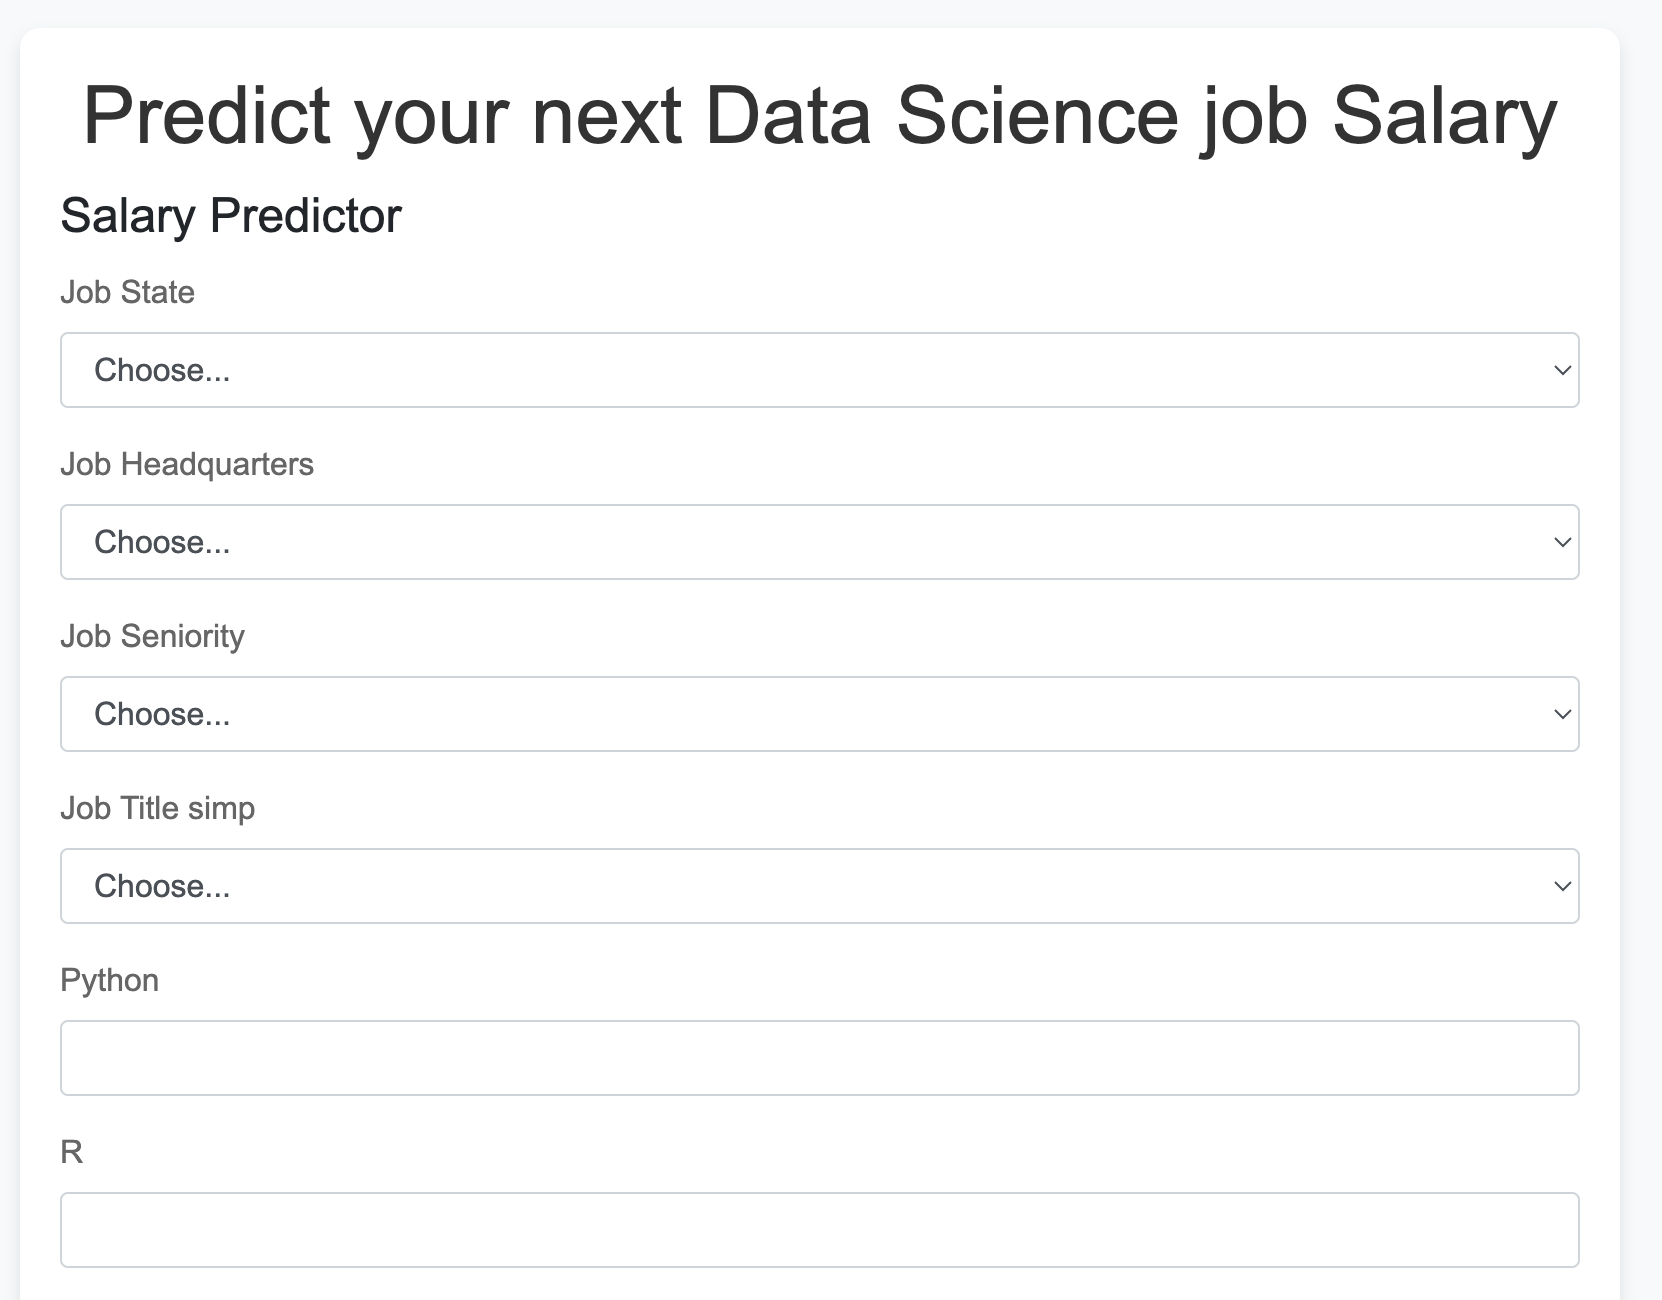 Predict your next Data Science job Salary
Salary Predictor
Job State
Choose...
Job Headquarters
Choose...
Job Seniority
Choose...
Job Title simp
Choose...
Python
R